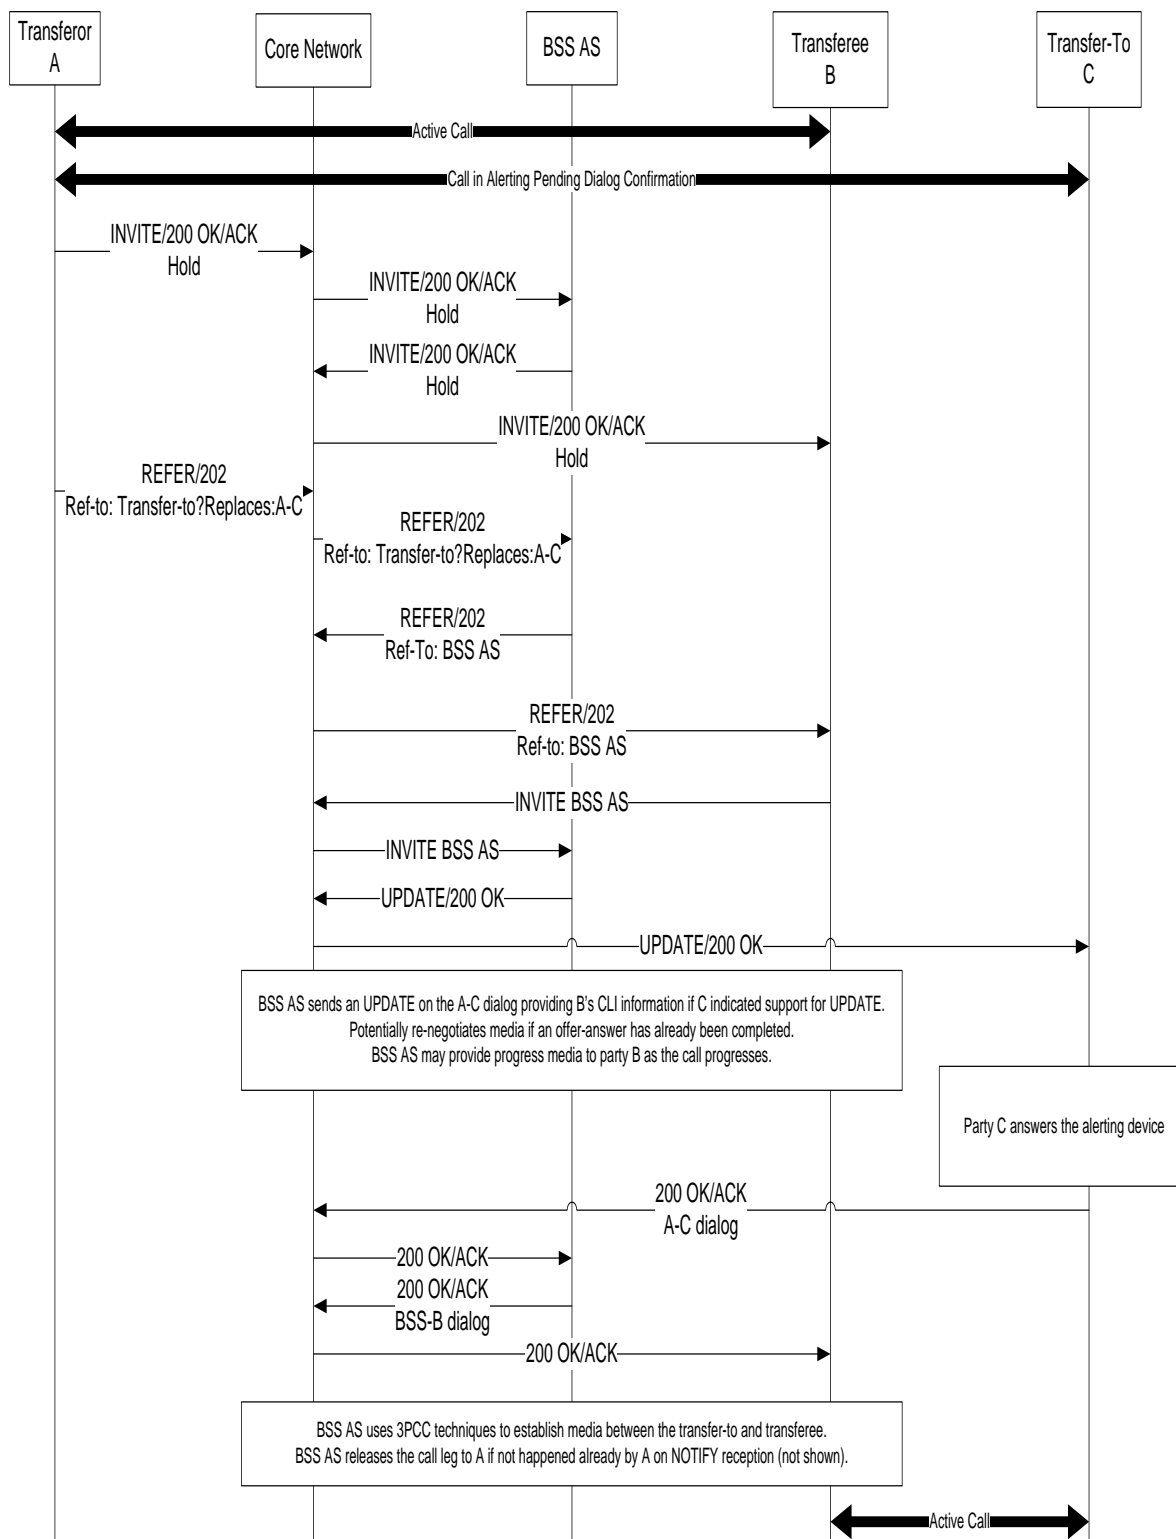 Transferor
A
Core Network
BSS AS
Transferee
B
Transfer-To
C
Active Call
Call in Alerting Pending Dialog Confirmation
INVITE/200 OK/ACK
Hold
INVITE/200 OK/ACK
Hold
INVITE/200 OK/ACK
Hold
INVITE/200 OK/ACK
Hold
REFER/202
Ref-to: Transfer-to?Replaces:A-C
REFER/202
Ref-to: Transfer-to?Replaces:A-C
REFER/202
Ref-To: BSS AS
REFER/202
Ref-to: BSS AS
INVITE BSS AS
INVITE BSS AS
UPDATE/200 OK
UPDATE/200 OK
BSS AS sends an UPDATE on the A-C dialog providing B's CLI information if C indicated support for UPDATE.
Potentially re-negotiates media if an offer-answer has already been completed.
BSS AS may provide progress media to party B as the call progresses.
Party C answers the alerting device
200 OK/ACK
A-C dialog
200 OK/ACK
200 OK/ACK
BSS-B dialog
200 OK/ACK
BSS AS uses 3PCC techniques to establish media between the transfer-to and transferee.
BSS AS releases the call leg to A if not happened already by A on NOTIFY reception (not shown).
Active Call